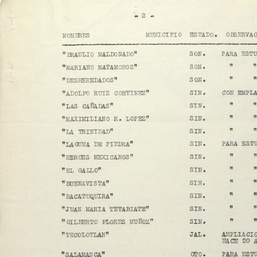 - 2 -
NOMBRES MUNICIPIO ESTADO. OBSERVAC
"BRAULIO MALDONADO" SON. PARA ESTU
"MARIANO MATAMOROS" SON. " "
"DESHEREDADOS" SON. " "
"ADOLFO RUIZ CORTINEZ" SIN. CON EMPLA
"LAS CAÑADAS" SIN. " "
"MAXIMILIANO R. LOPEZ" SIN. " "
"LA TRINIDAD" SIN. " "
"LAGUNA DE PIEDRA" SIN. PARA ESTU
"HEROES MEXICANOS" SIN. " "
"EL GALLO" SIN. " "
"BUENAVISTA" SIN. " "
"BACATUQUIRA" SIN. " "
"JUAN MARIA TETABIATE" SIN. " "
"GILBERTO FLORES MUÑOZ" SIN. " "
"TECOLOTLAN" JAL. AMPLIACIO
"SALAMANCA" GTO. PARA ESTU